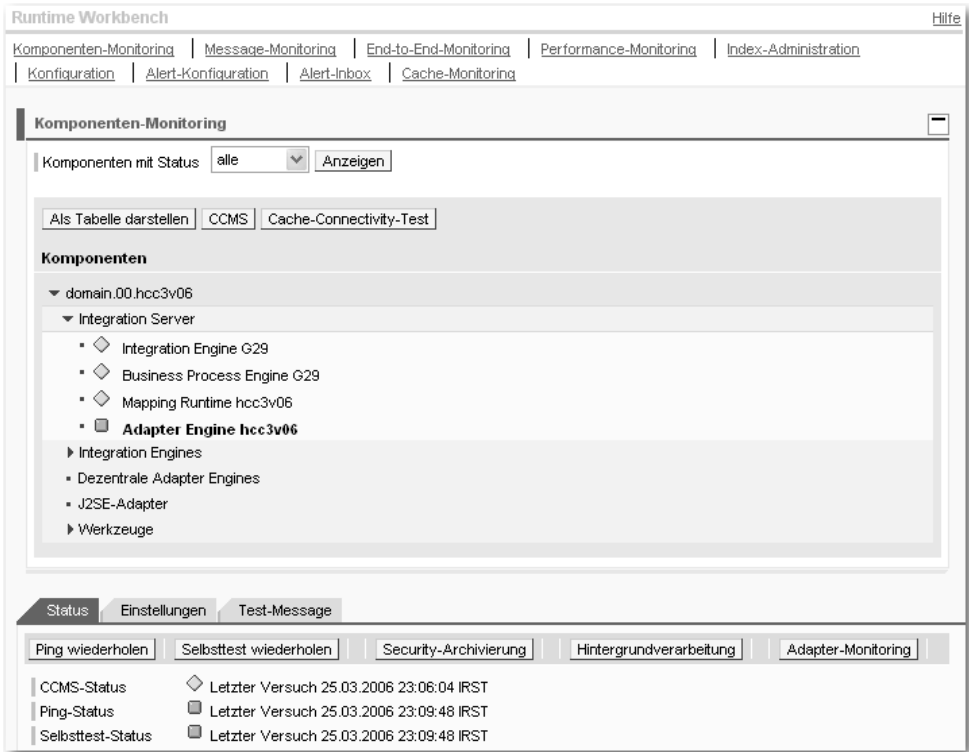 Runtime Workbench Hilfe
Komponenten-Monitoring Message-Monitoring End-to-End-Monitoring Performance-Monitoring Index-Administration
Konfiguration Alert-Konfiguration Alert-Inbox Cache-Monitoring
Komponenten-Monitoring
Komponenten mit Status alle Anzeigen
Als Tabelle darstellen CCMS Cache-Connectivity-Test
Komponenten
domain.00.hcc3v06
Integration Server
Integration Engine G29
Business Process Engine G29
Mapping Runtime hcc3v06
Adapter Engine hcc3v06
Integration Engines
Dezentrale Adapter Engines
J2SE-Adapter
Werkzeuge
Status Einstellungen Test-Message
Ping wiederholen Selbsttest wiederholen Security-Archivierung Hintergrundverarbeitung Adapter-Monitoring
CCMS-Status Letzter Versuch 25.03.2006 23:06:04 IRST
Ping-Status Letzter Versuch 25.03.2006 23:09:48 IRST
Selbsttest-Status Letzter Versuch 25.03.2006 23:09:48 IRST